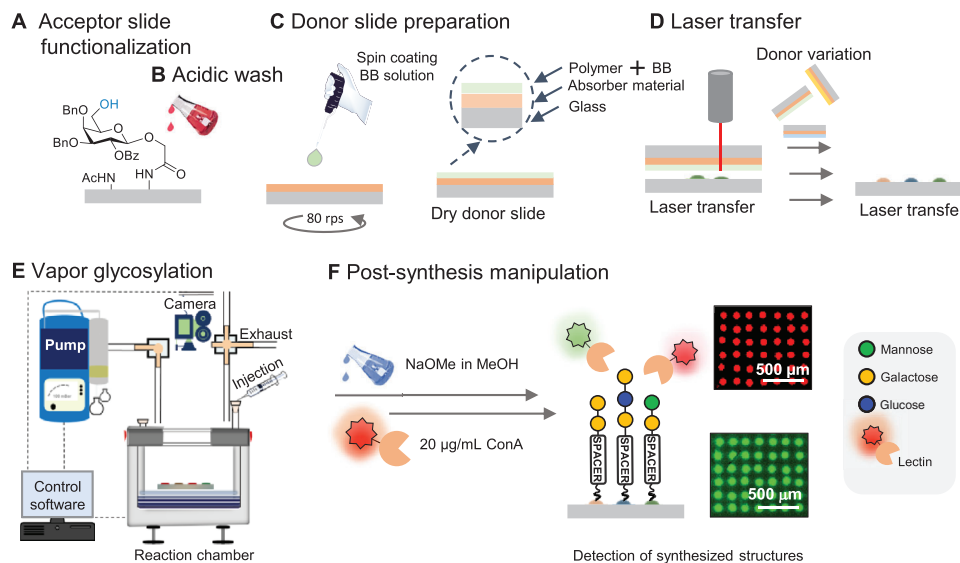 A Acceptor slide
functionalization
B Acidic wash
OH
BnO
BnO
O
O
OBz
O
AcHN
HN
C Donor slide preparation
Spin coating
BB solution
80 rps
Polymer + BB
Absorber material
Glass
Dry donor slide
D Laser transfer
Donor variation
Laser transfer
Laser transfe
E Vapor glycosylation
Camera
Pump
Exhaust
Injection
Control
software
Reaction chamber
F Post-synthesis manipulation
NaOMe in MeOH
20 µg/mL ConA
SPACER
SPACER
SPACER
500 µm
500 µm
Detection of synthesized structures
Mannose
Galactose
Glucose
Lectin